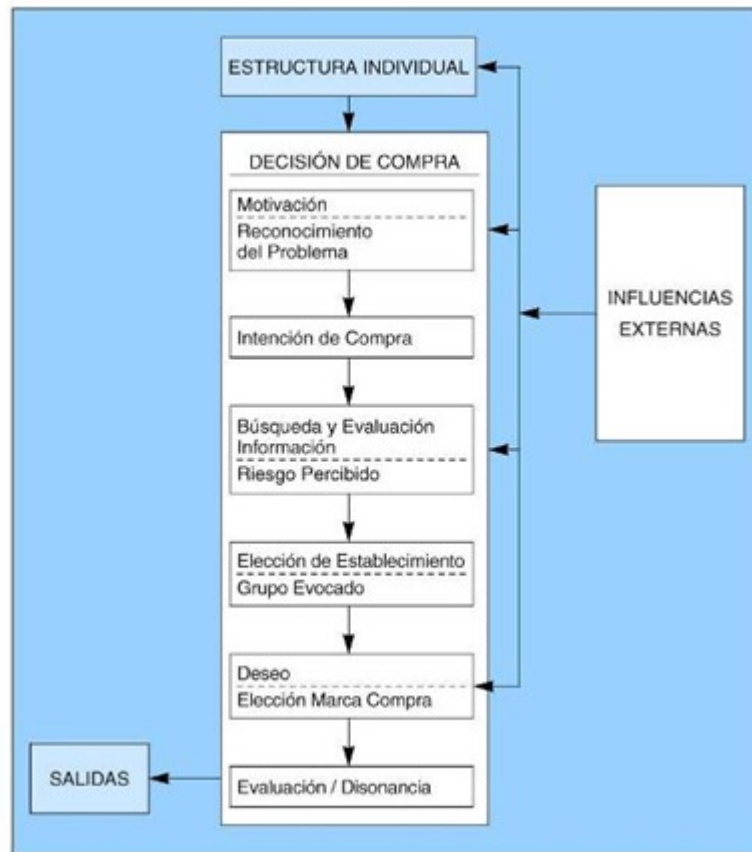 ESTRUCTURA INDIVIDUAL
DECISIÓN DE COMPRA
Motivación
Reconocimiento
del Problema
Intención de Compra
Búsqueda y Evaluación
Información
Riesgo Percibido
Elección de Establecimiento
Grupo Evocado
Deseo
Elección Marca Compra
Evaluación / Disonancia
INFLUENCIAS
EXTERNAS
SALIDAS